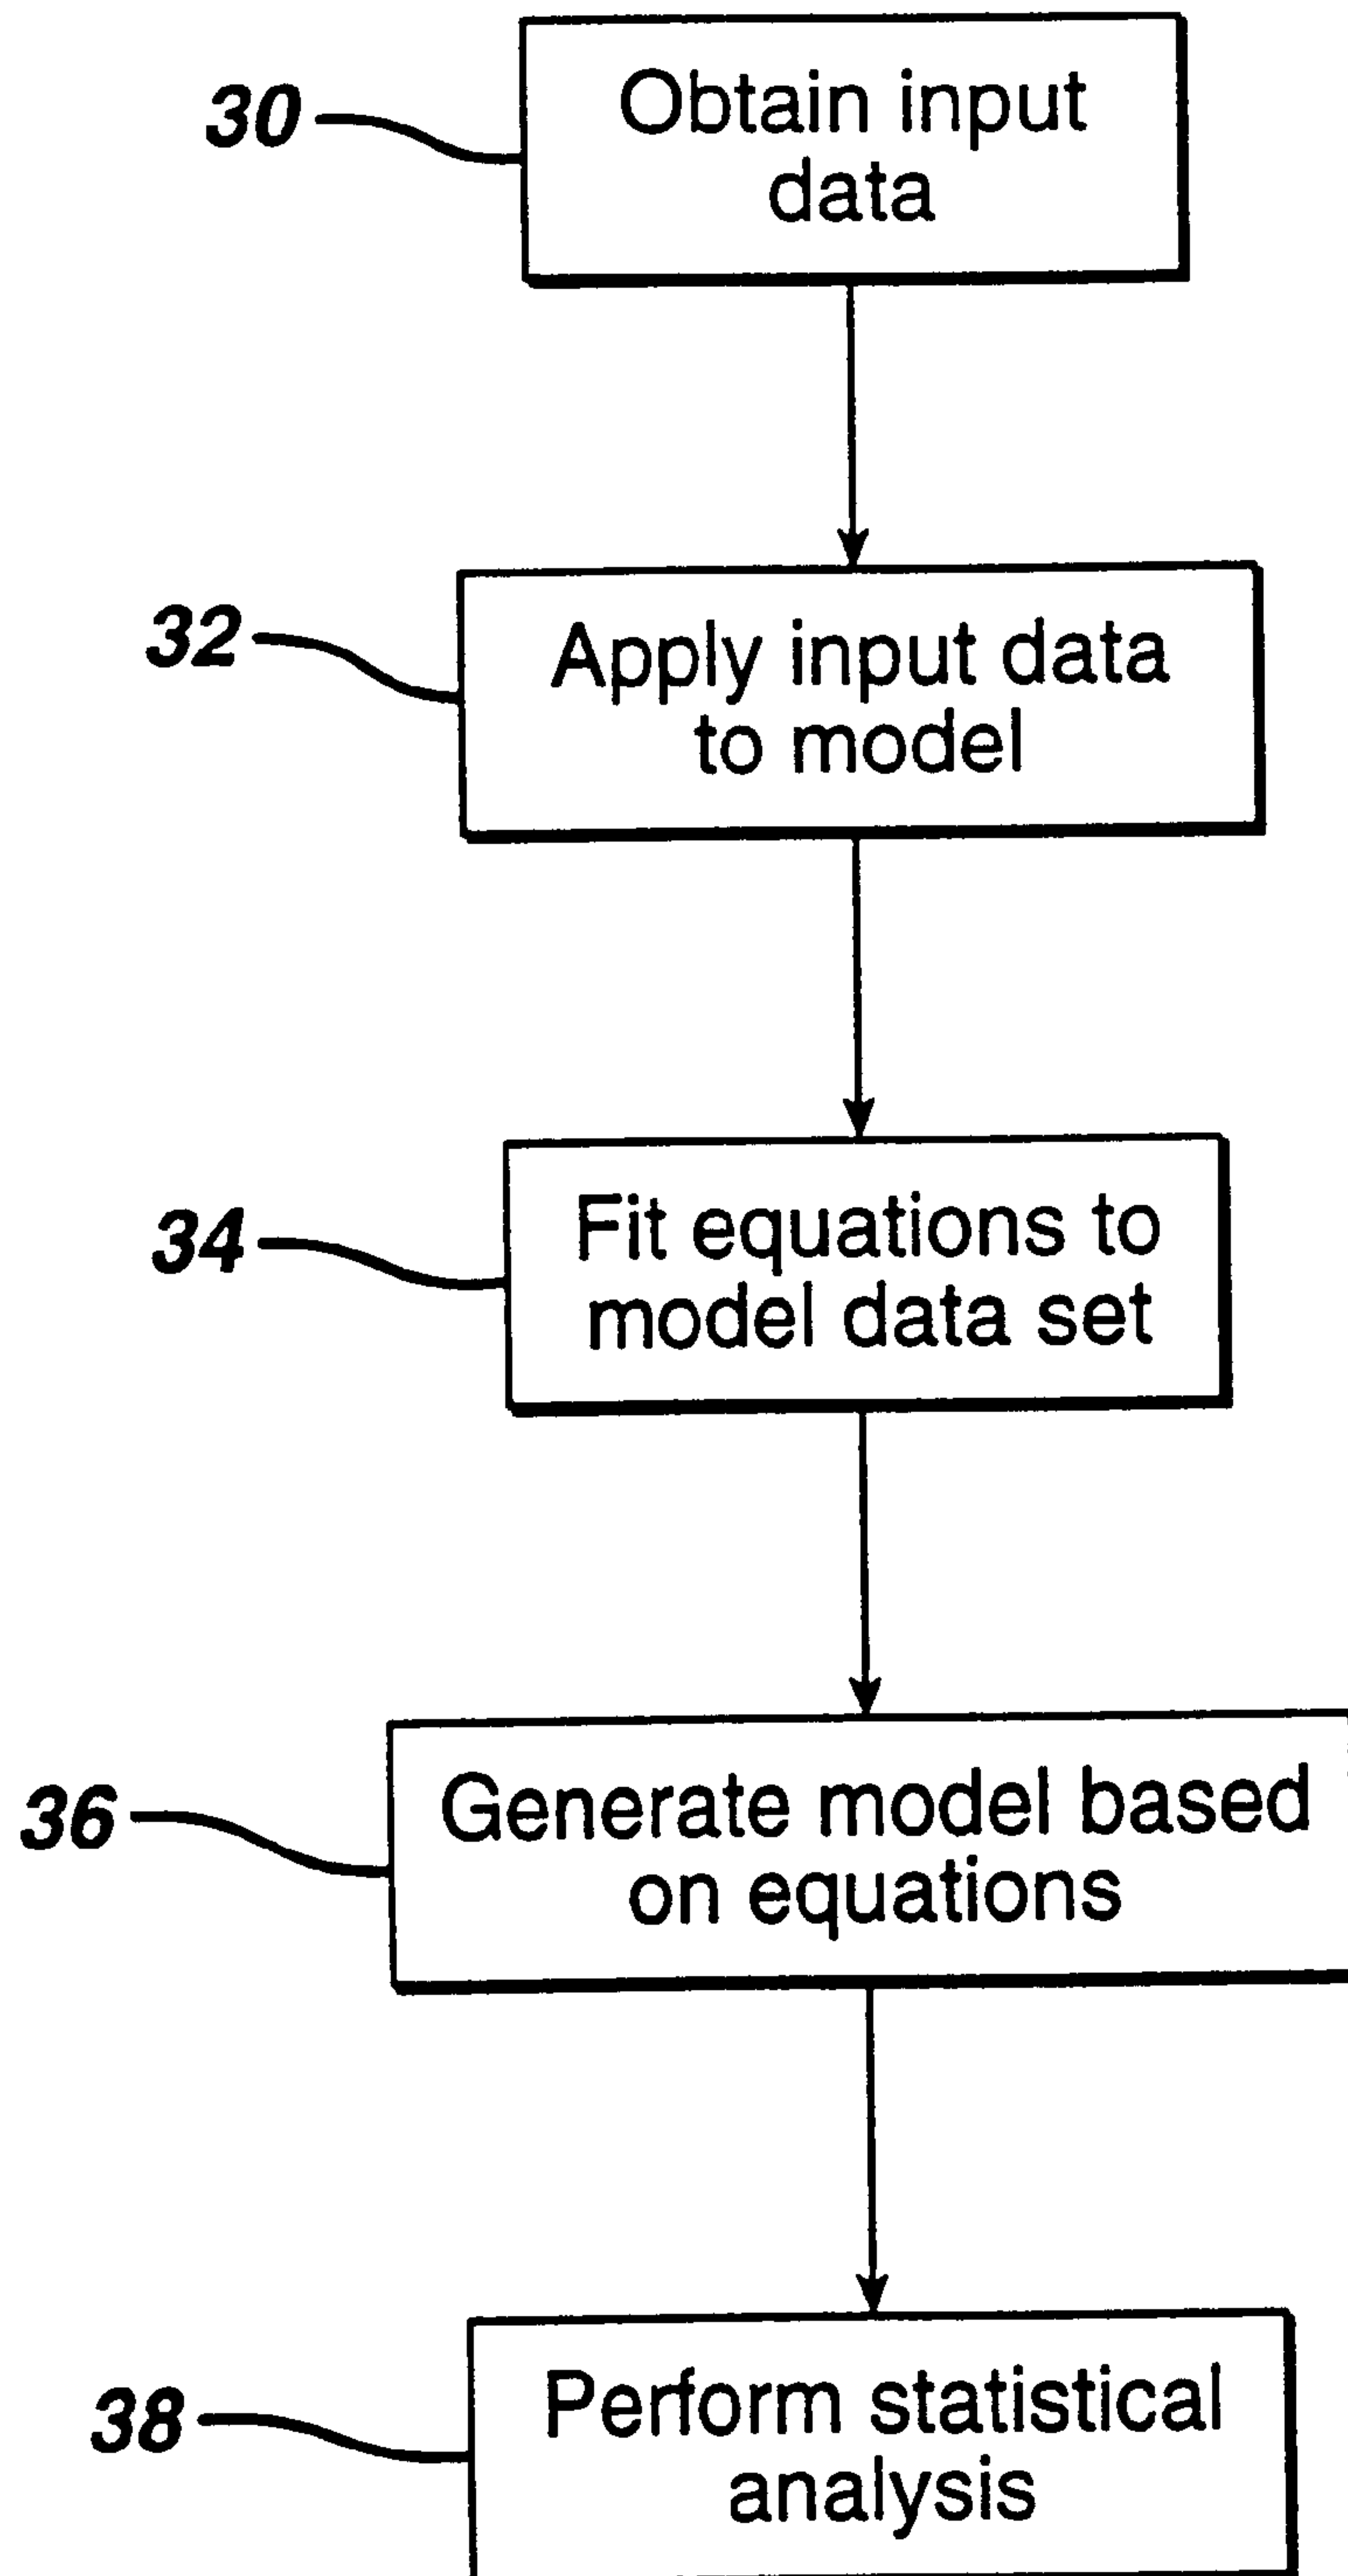 30
Obtain input
data
32
Apply input data
to model
34
Fit equations to
model data set
36
Generate model based
on equations
38
Perform statistical
analysis